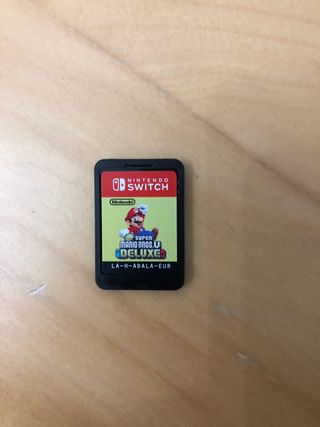 NINTENDO
SWITCH
Nintendo
SUPER
MARIO BROS. U
DELUXE
LA-H-ADALA-EUR